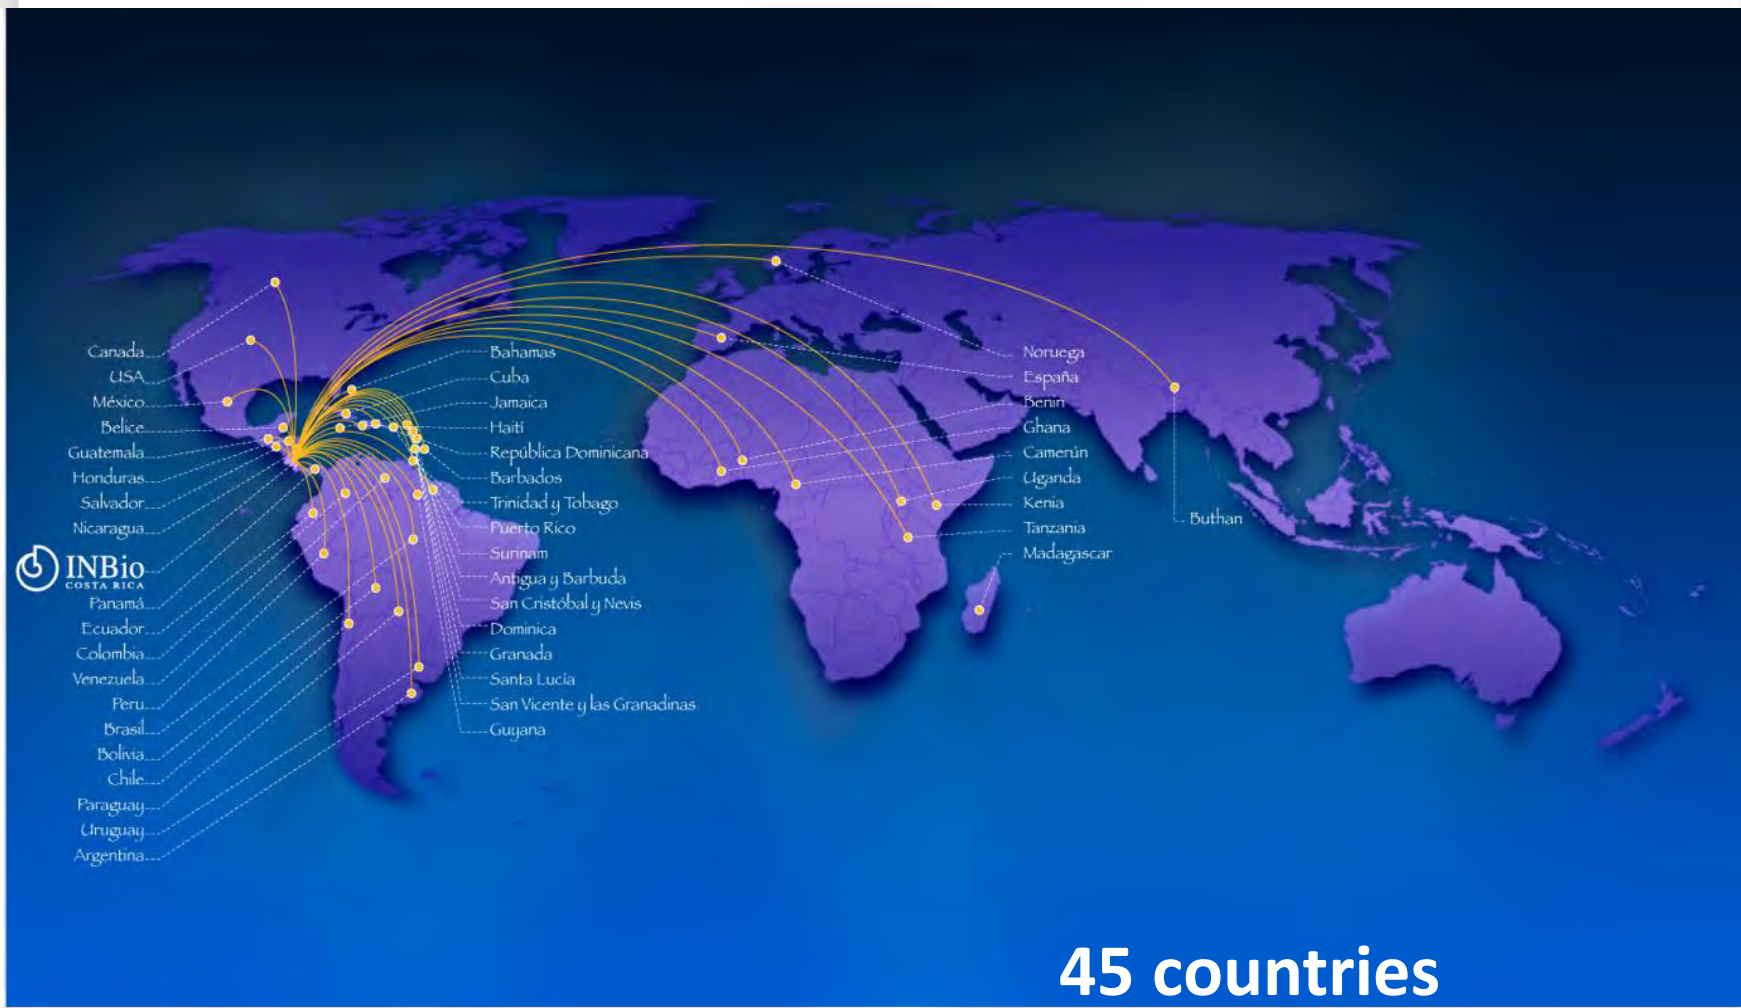 Canada
USA
México
Belice
Guatemala
Honduras
Salvador
Nicaragua
INBio
COSTA RICA
Panamá
Ecuador
Colombia
Venezuela
Peru
Brasil
Bolivia
Chile
Paraguay
Uruguay
Argentina
Bahamas
Cuba
Jamaica
Haití
República Dominicana
Barbados
Trinidad y Tobago
Puerto Rico
Surinam
Antigua y Barbuda
San Cristóbal y Nevis
Dominica
Granada
Santa Lucía
San Vicente y las Granadinas
Guyana
Noruega
España
Benin
Ghana
Camerún
Uganda
Kenia
Tanzania
Madagascar
Buthan
45 countries